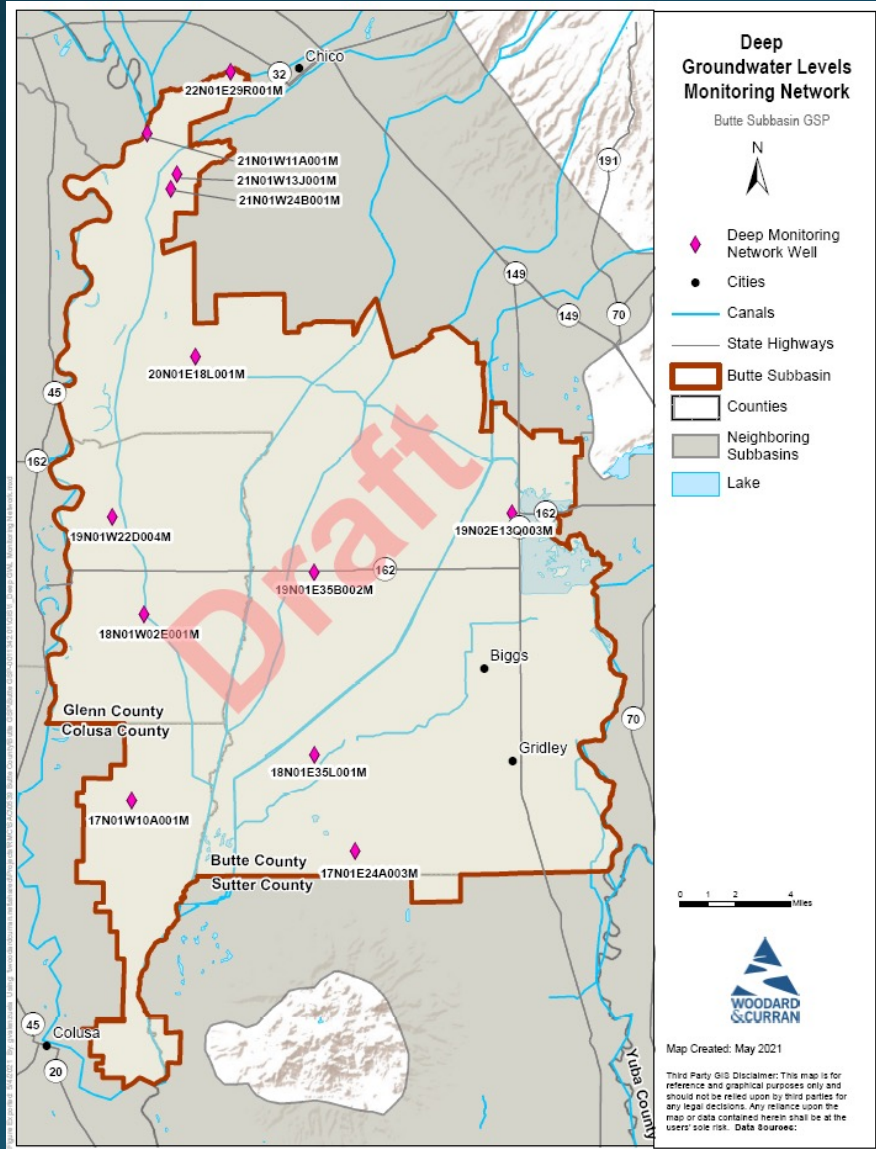 Deep
Groundwater Levels
Monitoring Network
Butte Subbasin GSP
N
Deep Monitoring
Network Well
Cities
Canals
State Highways
Butte Subbasin
Counties
Neighboring
Subbasins
Lake
32
Chico
22N01E29R001M
21N01W11A001M
21N01W13J001M
21N01W24B001M
191
149
149
70
20N01E18L001M
45
162
19N01W22D004M
19N02E13Q003M
162
19N01E35B002M
162
18N01W02E001M
Draft
Biggs
Glenn County
Colusa County
70
Gridley
18N01E35L001M
17N01W10A001M
Butte County
Sutter County
17N01E24A003M
45
Colusa
20
Yuba County
0 1 2 4
Miles
WOODARD
&CURRAN
Map Created: May 2021
Third Party GIS Disclaimer: This map is for
reference and graphical purposes only and
should not be relied upon by third parties for
any legal decisions. Any reliance upon the
map or data contained herein shall be at the
users' sole risk. Data Sources: